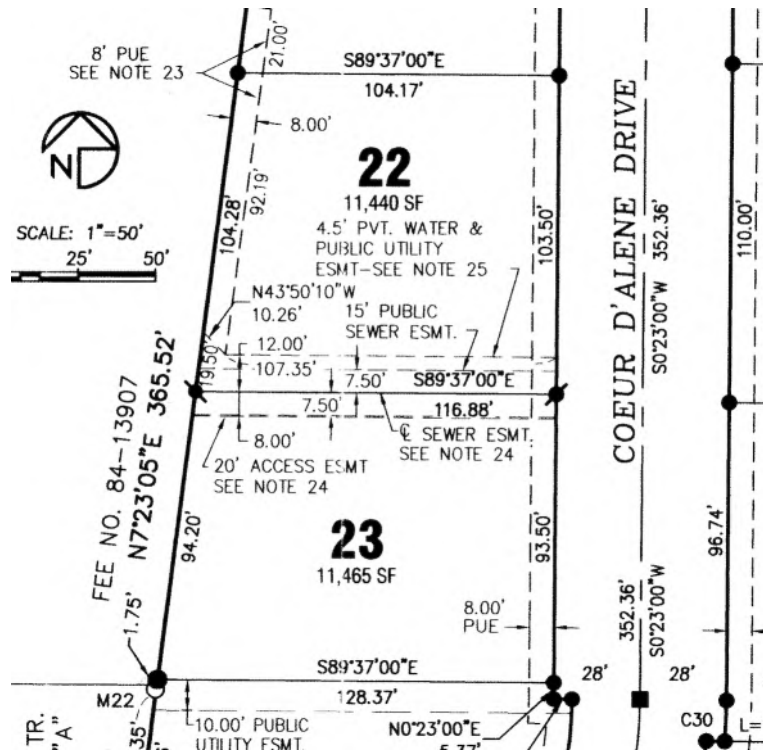 8' PUE
SEE NOTE 23
21.00'
S89°37'00"E
104.17'
8.00'
N
22
11,440 SF
92.19'
104.28'
SCALE: 1"=50'
25' 50'
4.5' PVT. WATER &
PUBLIC UTILITY
ESMT-SEE NOTE 25
103.50'
COEUR D'ALENE DRIVE
S0°23'00"W 352.36'
110.00'
N43°50'10"W
10.26'
15' PUBLIC
SEWER ESMT.
19.50'
12.00'
107.35'
7.50'
S89°37'00"E
7.50'
116.88'
8.00'
℄ SEWER ESMT.
SEE NOTE 24
20' ACCESS ESMT
SEE NOTE 24
FEE NO. 84-13907
N7°23'05"E 365.52'
94.20'
23
11,465 SF
93.50'
96.74'
8.00'
PUE
352.36'
S0°23'00"W
1.75'
S89°37'00"E
128.37'
28' 28'
M22
TR.
"A"
35'
10.00' PUBLIC
UTILITY ESMT.
N0°23'00"E
5.77'
C30
L=